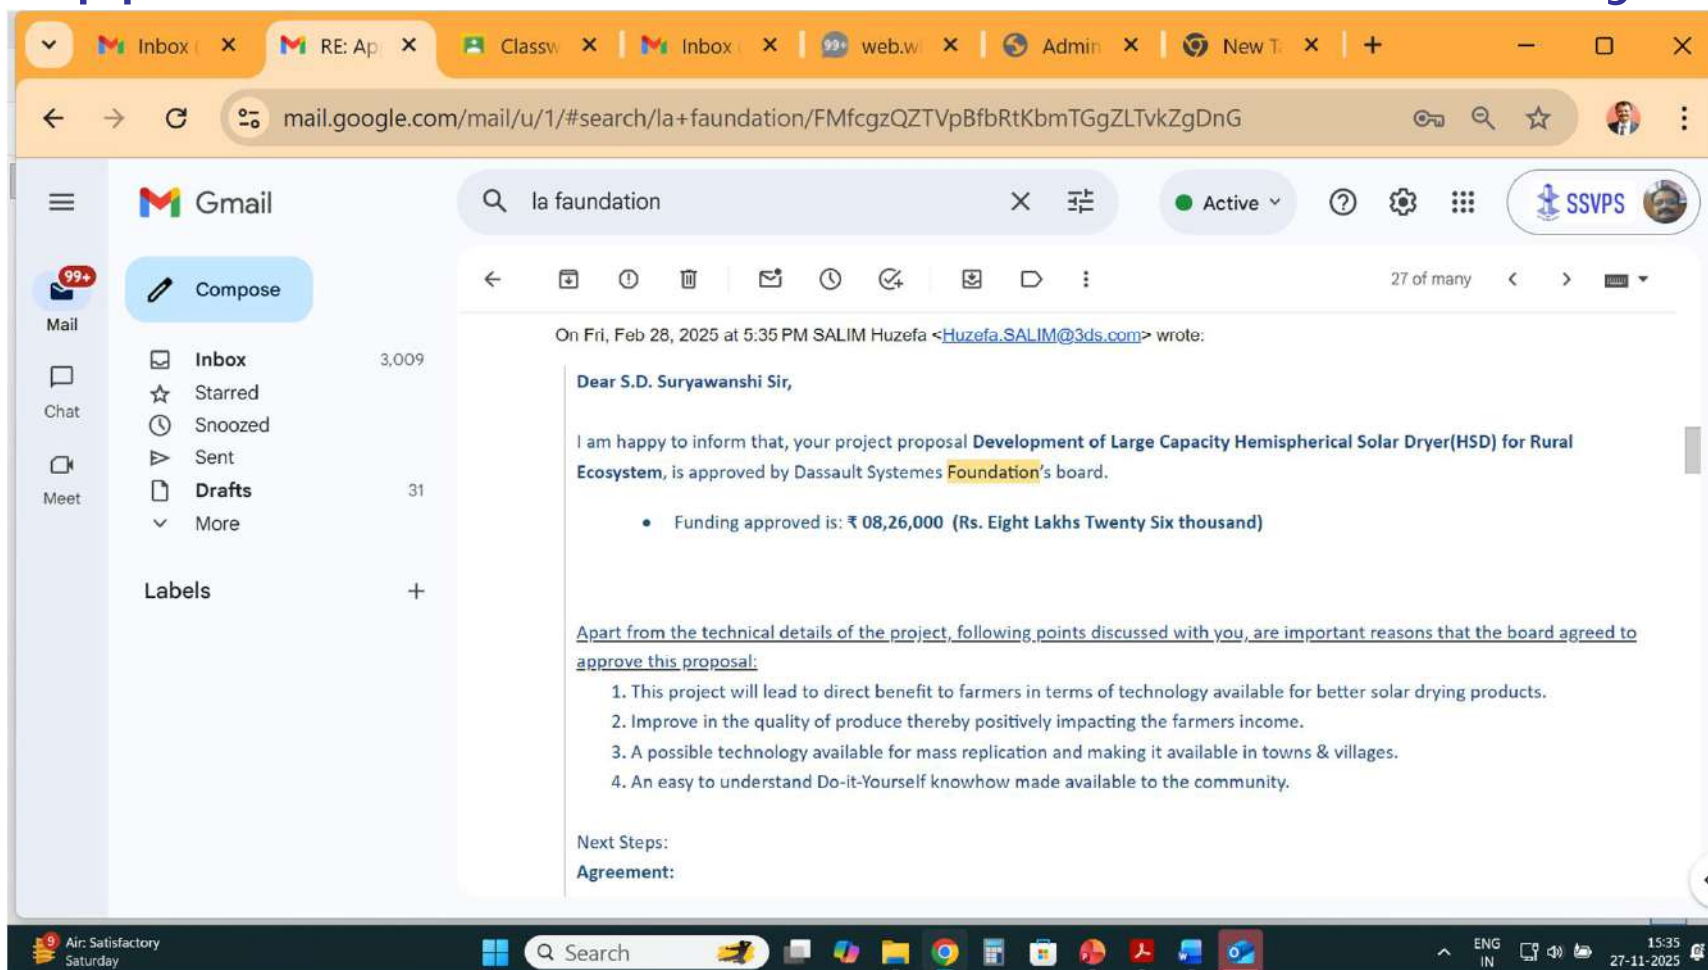 Inbox (
RE: Ap
Classw
Inbox (
99+
web.w
Admin
New T
mail.google.com/mail/u/1/#search/la+faundation/FMfcgzQZTVpBfbRtKbmTGgZLTvkZgDnG
Gmail
la faundation
Active
SSVPS
99+
Mail
Compose
27 of many
Chat
Meet
Inbox 3,009
Starred
Snoozed
Sent
Drafts 31
More
Labels
On Fri, Feb 28, 2025 at 5:35 PM SALIM Huzefa <Huzefa.SALIM@3ds.com> wrote:
Dear S.D. Suryawanshi Sir,
I am happy to inform that, your project proposal Development of Large Capacity Hemispherical Solar Dryer(HSD) for Rural
Ecosystem, is approved by Dassault Systemes Foundation's board.
• Funding approved is: ₹ 08,26,000 (Rs. Eight Lakhs Twenty Six thousand)
Apart from the technical details of the project, following points discussed with you, are important reasons that the board agreed to
approve this proposal:
1. This project will lead to direct benefit to farmers in terms of technology available for better solar drying products.
2. Improve in the quality of produce thereby positively impacting the farmers income.
3. A possible technology available for mass replication and making it available in towns & villages.
4. An easy to understand Do-it-Yourself knowhow made available to the community.
Next Steps:
Agreement:
9
Air: Satisfactory
Saturday
Search
ENG
IN
15:35
27-11-2025